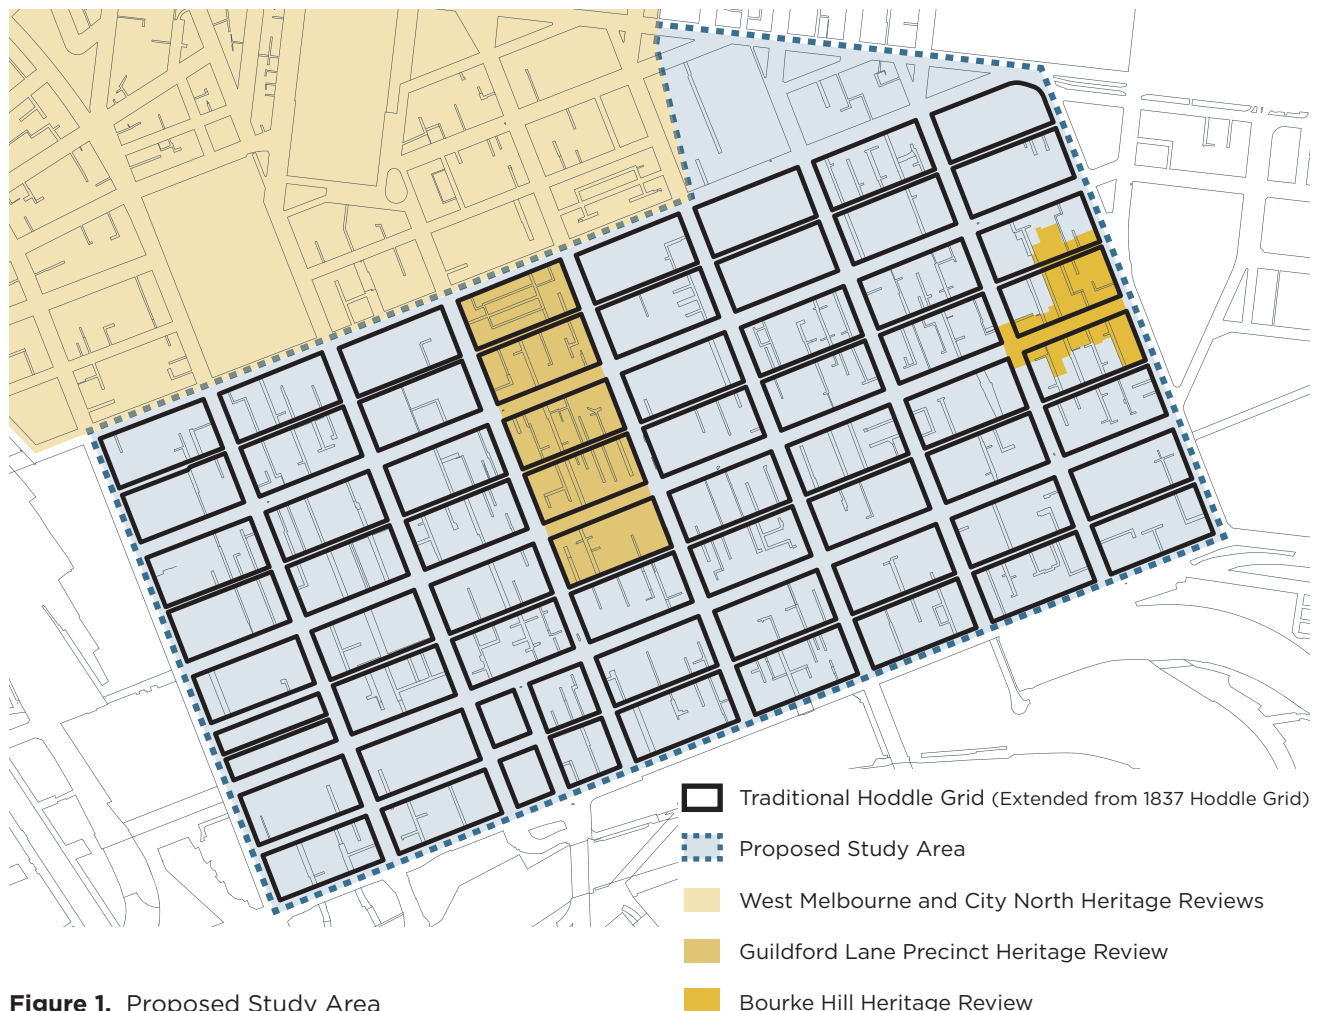 Traditional Hoddle Grid (Extended from 1837 Hoddle Grid)
Proposed Study Area
West Melbourne and City North Heritage Reviews
Guildford Lane Precinct Heritage Review
Bourke Hill Heritage Review
Figure 1. Proposed Study Area